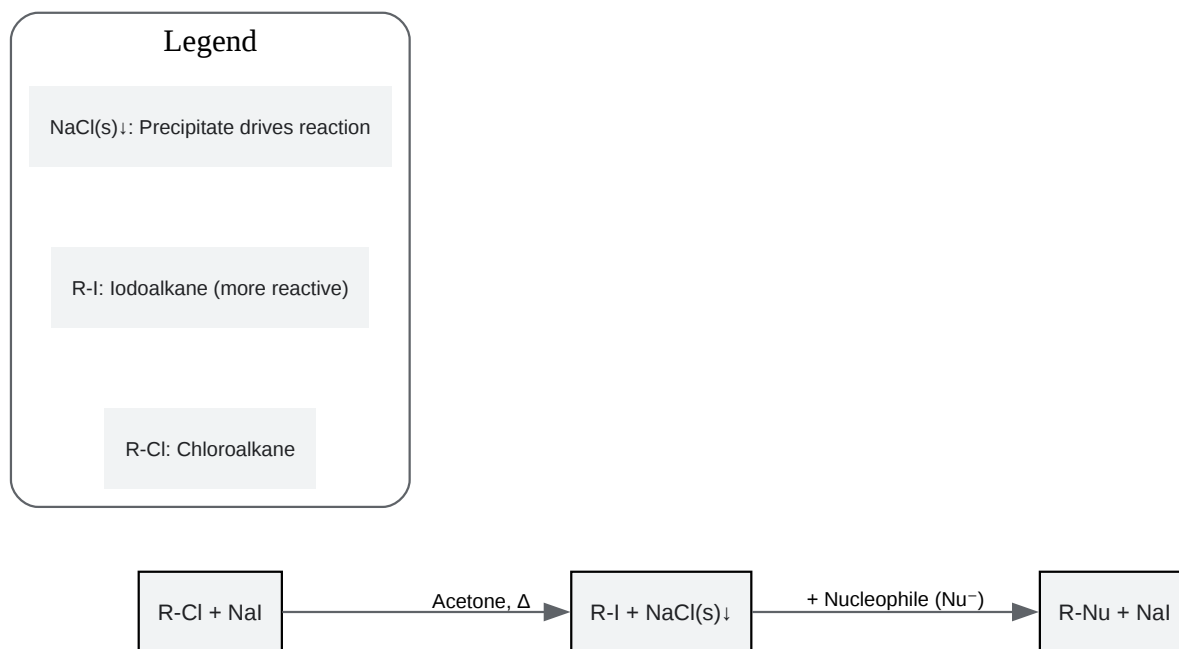 Legend
NaCl(s)↓: Precipitate drives reaction
R-I: Iodoalkane (more reactive)
R-Cl: Chloroalkane
R-Cl + NaI
Acetone, Δ
R-I + NaCl(s)↓
+ Nucleophile (Nu⁻)
R-Nu + NaI